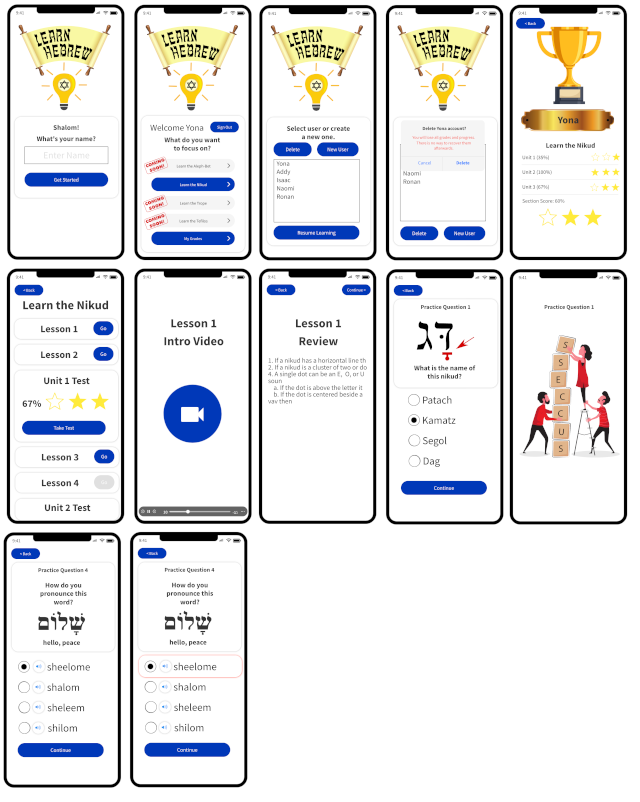 9:41
LEARN
HEBREW
Shalom!
What's your name?
Enter Name
Get Started
9:41
LEARN
HEBREW
Welcome Yona
Sign Out
What do you want
to focus on?
COMING
SOON!
Learn the Aleph Bet
Learn the Nikud
COMING
SOON!
Learn the Trope
COMING
SOON!
Learn the Tefillos
My Grades
9:41
LEARN
HEBREW
Select user or create
a new one.
Delete
New User
Yona
Addy
Isaac
Naomi
Ronan
Resume Learning
9:41
LEARN
HEBREW
Delete Yona account?
You will lose all grades and progress.
There is no way to recover them
afterwards.
Cancel
Delete
Naomi
Ronan
Delete
New User
9:41
< Back
Yona
Learn the Nikud
Unit 1 (35%)
Unit 2 (100%)
Unit 3 (67%)
Section Score: 69%
9:41
< Back
Learn the Nikud
Lesson 1
Go
Lesson 2
Go
Unit 1 Test
67%
Take Test
Lesson 3
Go
Lesson 4
Go
Unit 2 Test
9:41
Lesson 1
Intro Video
9:41
< Back
Continue >
Lesson 1
Review
1. If a nikud has a horizontal line th
2. If a nikud is a cluster of two or do
4. A single dot can be an E, O, or U
soun
a. If the dot is above the letter it
b. If the dot is centered beside a
vav then
9:41
< Back
Practice Question 1
What is the name of
this nikud?
Patach
Kamatz
Segol
Dag
Continue
9:41
Practice Question 1
S
S
E
C
C
U
S
9:41
< Back
Practice Question 4
How do you
pronounce this
word?
שָׁלוֹם
hello, peace
sheelome
shalom
sheleem
shilom
Continue
9:41
< Back
Practice Question 4
How do you
pronounce this
word?
שָׁלוֹם
hello, peace
sheelome
shalom
sheleem
shilom
Continue